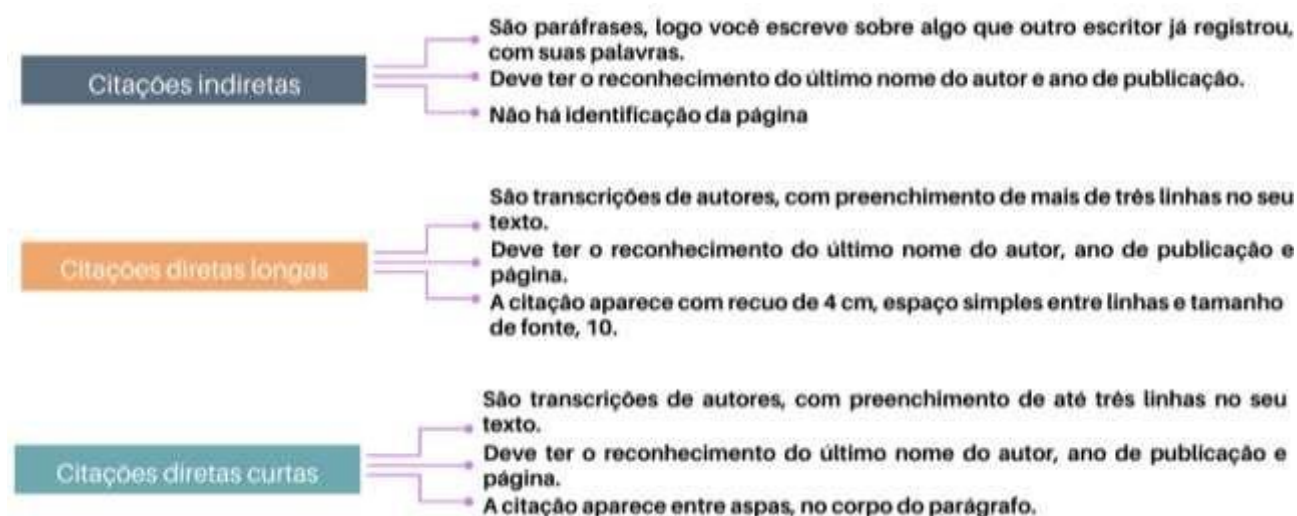 Citações indiretas
São paráfrases, logo você escreve sobre algo que outro escritor já registrou,
com suas palavras.
Deve ter o reconhecimento do último nome do autor e ano de publicação.
Não há identificação da página
Citações diretas longas
São transcrições de autores, com preenchimento de mais de três linhas no seu
texto.
Deve ter o reconhecimento do último nome do autor, ano de publicação e
página.
A citação aparece com recuo de 4 cm, espaço simples entre linhas e tamanho
de fonte, 10.
Citações diretas curtas
São transcrições de autores, com preenchimento de até três linhas no seu
texto.
Deve ter o reconhecimento do último nome do autor, ano de publicação e
página.
A citação aparece entre aspas, no corpo do parágrafo.